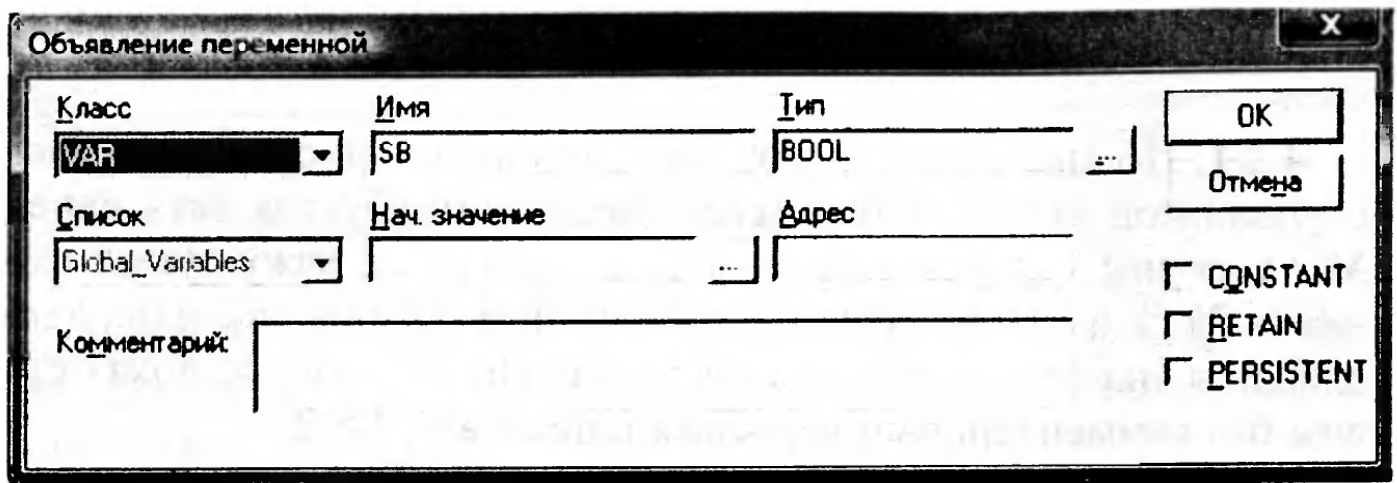 Объявление переменной
X
Класс Имя Тип
VAR SB BOOL ... OK
Отмена
Список Нач. значение Адрес
Global_Variables ...
CONSTANT
Комментарий: RETAIN
PERSISTENT